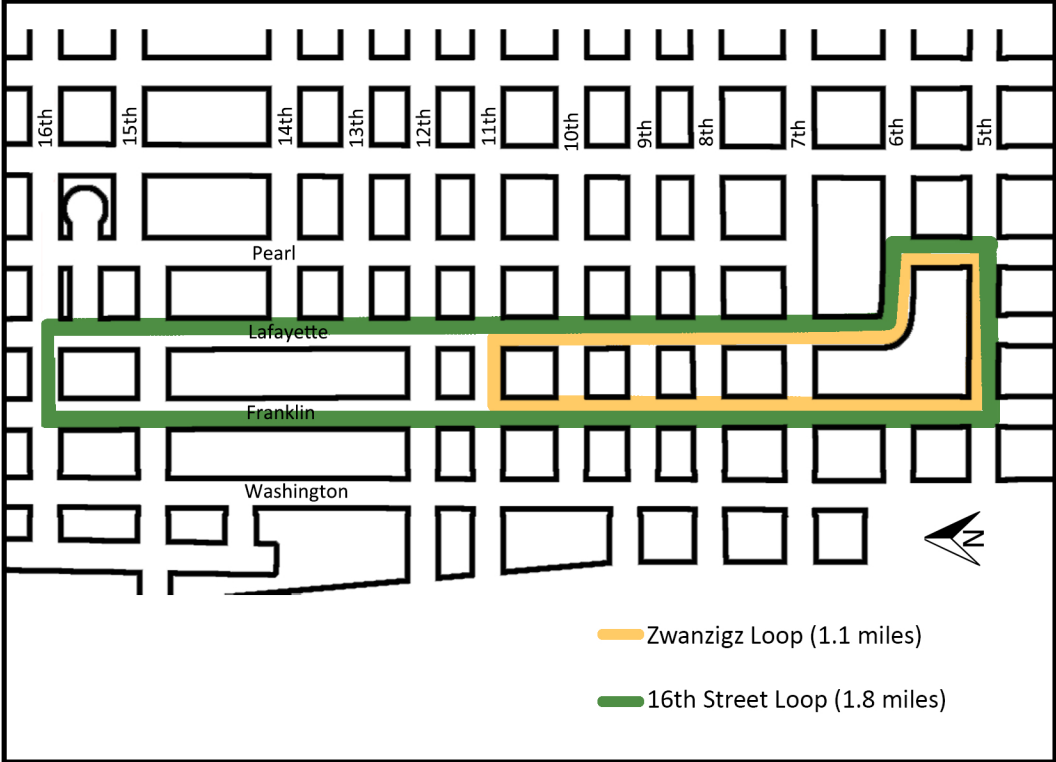 16th
15th
14th
13th
12th
11th
10th
9th
8th
7th
6th
5th
Pearl
Lafayette
Franklin
Washington
N
Zwanzigz Loop (1.1 miles)
16th Street Loop (1.8 miles)